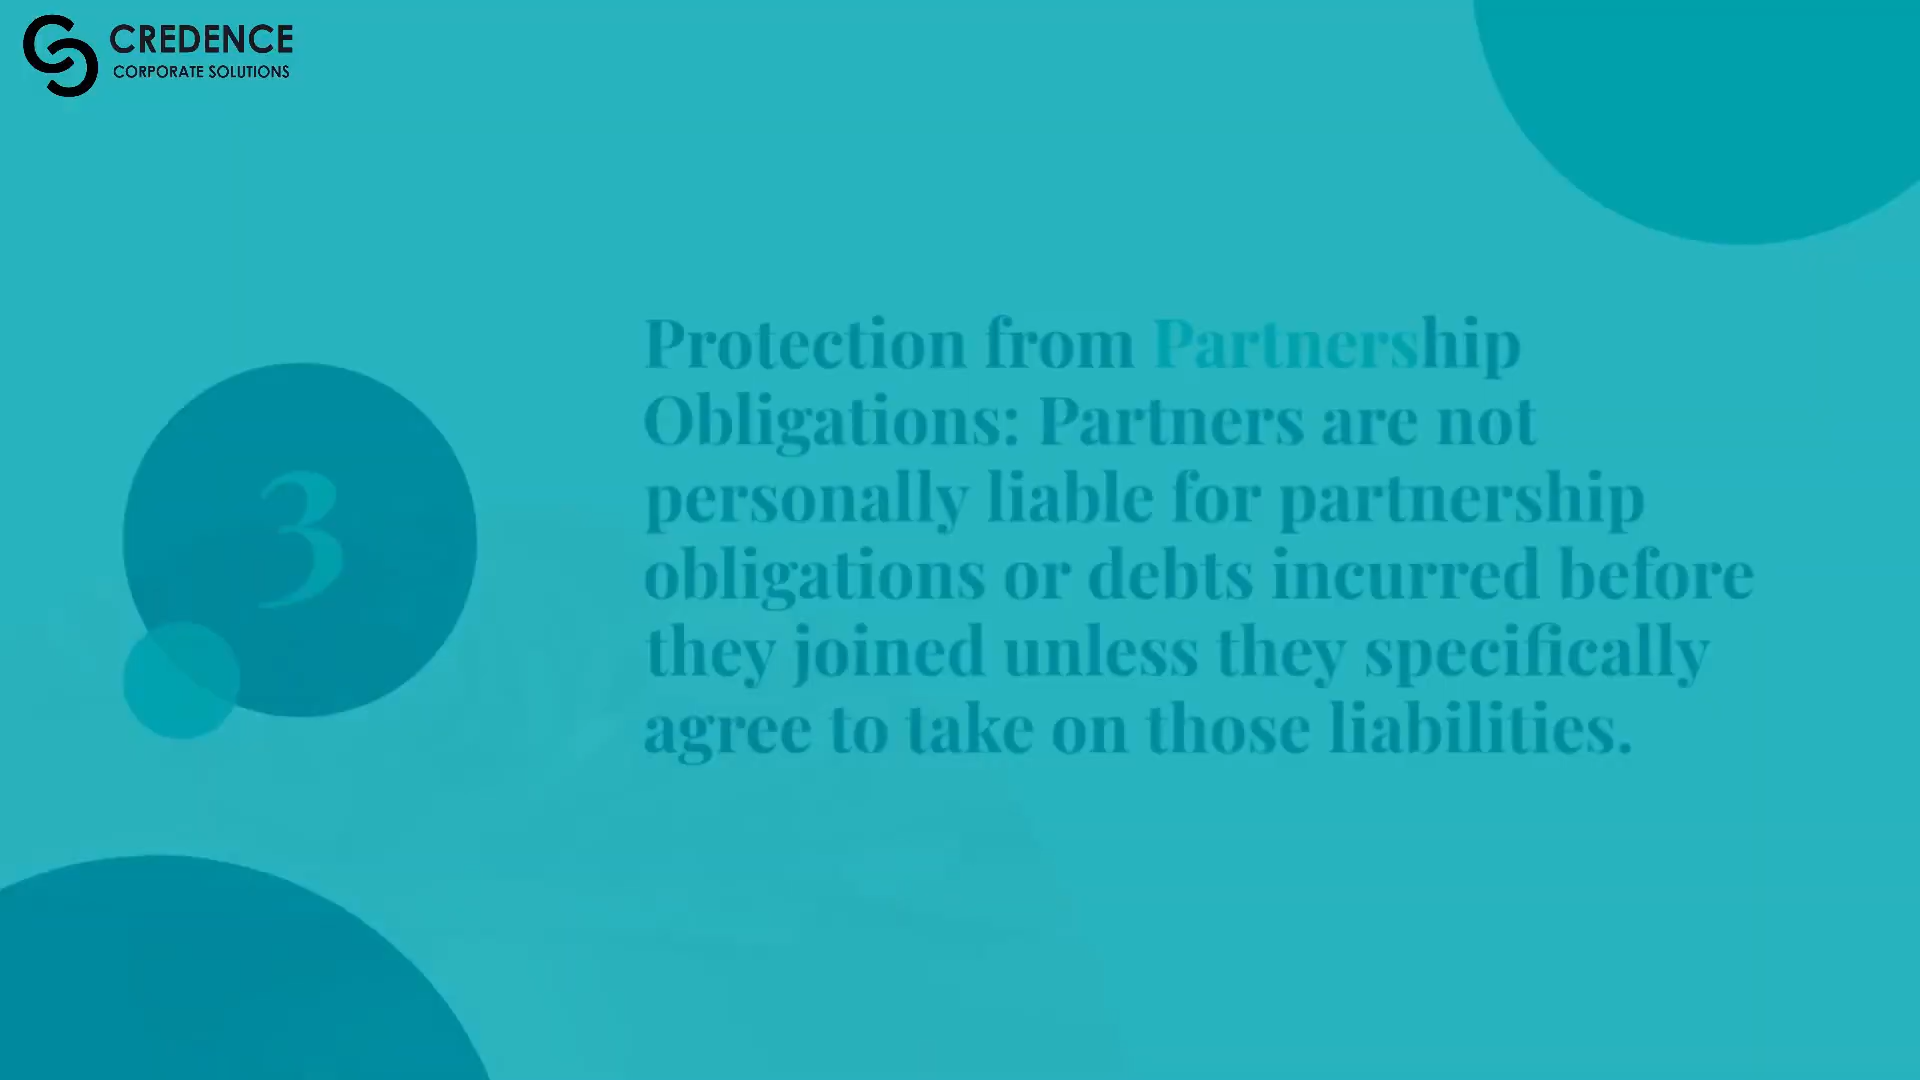 CREDENCE
CORPORATE SOLUTIONS
3
Protection from Partnership
Obligations: Partners are not
personally liable for partnership
obligations or debts incurred before
they joined unless they specifically
agree to take on those liabilities.